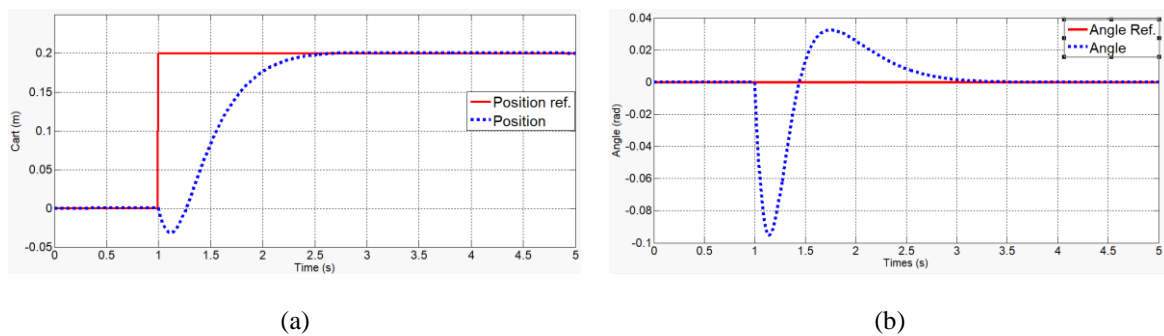 0.2
0.15
0.1
0.05
0
-0.05
Cart (m)
Position ref.
Position
0 0.5 1 1.5 2 2.5 3 3.5 4 4.5 5
Time (s)
(a)
0.04
0.02
0
-0.02
-0.04
-0.06
-0.08
-0.1
Angle (rad)
Angle Ref.
Angle
0 0.5 1 1.5 2 2.5 3 3.5 4 4.5 5
Times (s)
(b)